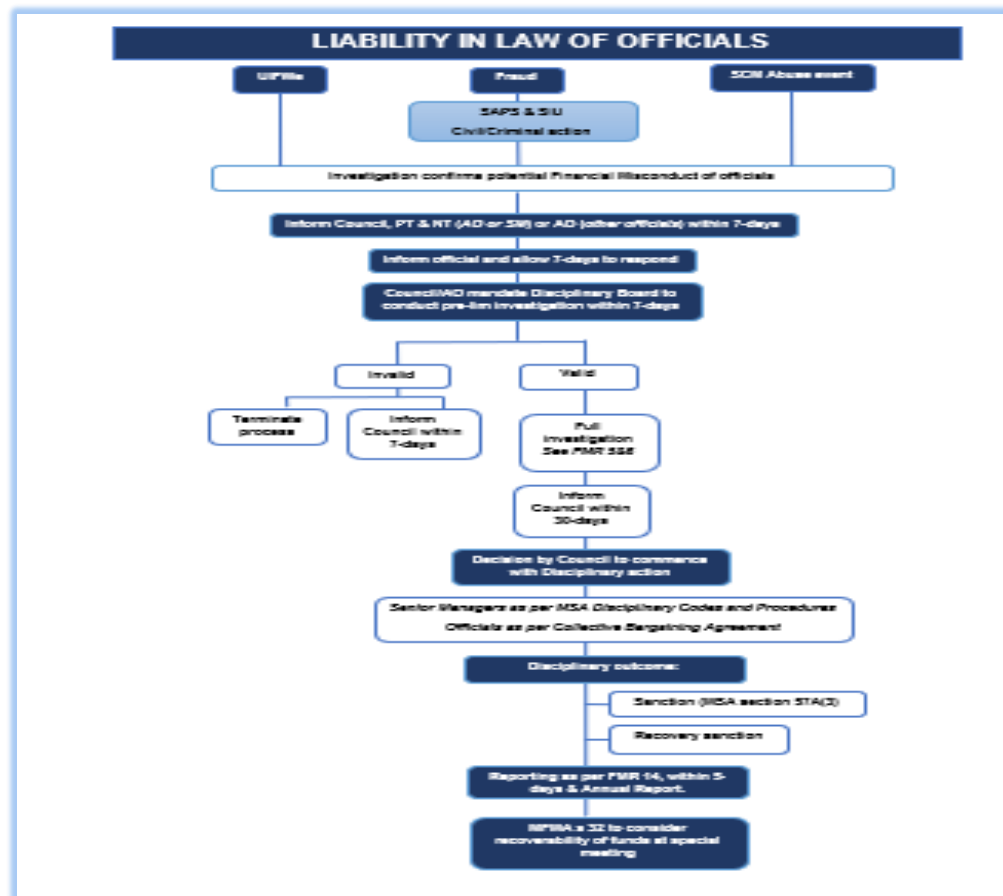 LIABILITY IN LAW OF OFFICIALS
UIFWe
Fraud
SCM Abuse event
SAPS & SIU
Civil/Criminal action
Investigation confirms potential Financial Misconduct of officials
Inform Council, PT & NT (AO or SM) or AO (other officials) within 7-days
Inform official and allow 7-days to respond
Council/AO mandate Disciplinary Board to
conduct pre-lim investigation within 7-days
Invalid
Valid
Terminate
process
Inform
Council within
7-days
Full
investigation
See FMR 5&6
Inform
Council within
30-days
Decision by Council to commence
with Disciplinary action
Senior Managers as per MSA Disciplinary Codes and Procedures
Officials as per Collective Bargaining Agreement
Disciplinary outcome:
Sanction (MSA section 57A(3)
Recovery sanction
Reporting as per FMR 14, within 5-
days & Annual Report.
MFMA s 32 to consider
recoverability of funds at special
meeting